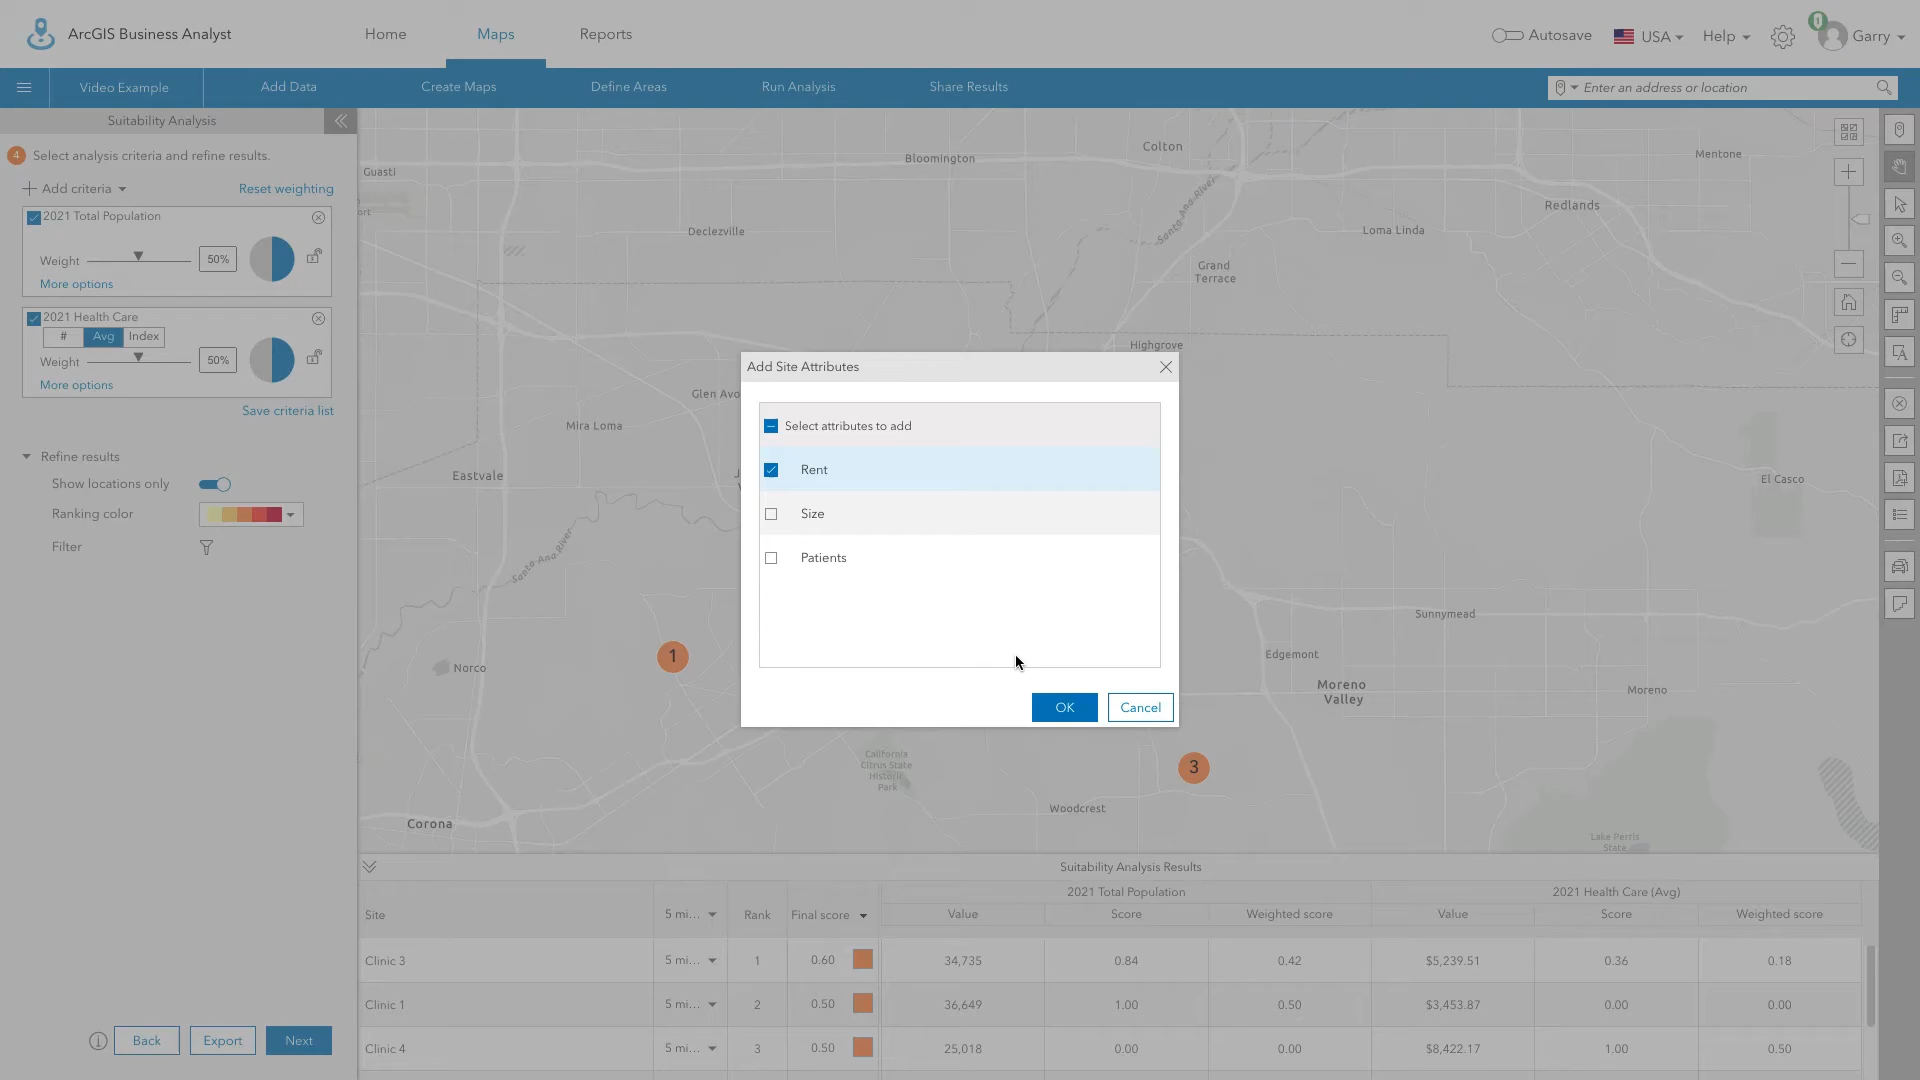 ArcGIS Business Analyst
Home
Maps
Reports
Autosave
USA
Help
Garry
Video Example
Add Data
Create Maps
Define Areas
Run Analysis
Share Results
Enter an address or location
Suitability Analysis
4 Select analysis criteria and refine results.
Add criteria
Reset weighting
2021 Total Population
Weight 50%
More options
2021 Health Care
# Avg Index
Weight 50%
More options
Save criteria list
Refine results
Show locations only
Ranking color
Filter
Back
Export
Next
Guasti
Bloomington
Colton
Mentone
Santa Ana River
Redlands
Declezville
Loma Linda
Grand
Terrace
Highgrove
Glen Avo
Mira Loma
Eastvale
El Casco
Santa Ana River
Sunnymead
1
Norco
Edgemont
Moreno
Valley
Moreno
California
Citrus State
Historic
Park
3
Woodcrest
Corona
Lake Perris
State
Add Site Attributes
Select attributes to add
Rent
Size
Patients
OK
Cancel
Suitability Analysis Results
2021 Total Population
2021 Health Care (Avg)
Site 5 mi... Rank Final score Value Score Weighted score Value Score Weighted score
Clinic 3 5 mi... 1 0.60 34,735 0.84 0.42 $5,239.51 0.36 0.18
Clinic 1 5 mi... 2 0.50 36,649 1.00 0.50 $3,453.87 0.00 0.00
Clinic 4 5 mi... 3 0.50 25,018 0.00 0.00 $8,422.17 1.00 0.50